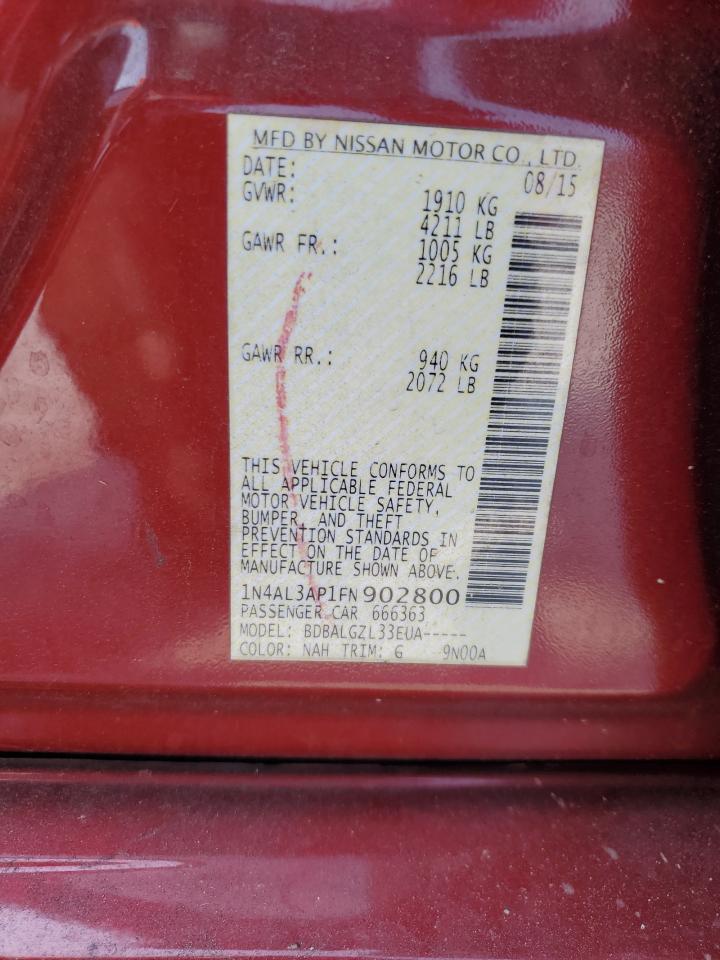 MFD BY NISSAN MOTOR CO., LTD.
DATE: 08/15
GVWR: 1910 KG
4211 LB
GAWR FR.: 1005 KG
2216 LB
GAWR RR.: 940 KG
2072 LB
THIS VEHICLE CONFORMS TO
ALL APPLICABLE FEDERAL
MOTOR VEHICLE SAFETY,
BUMPER, AND THEFT
PREVENTION STANDARDS IN
EFFECT ON THE DATE OF
MANUFACTURE SHOWN ABOVE.
1N4AL3AP1FN902800
PASSENGER CAR 666363
MODEL: BDBALGZL33EUA-----
COLOR: NAH TRIM: G 9N00A